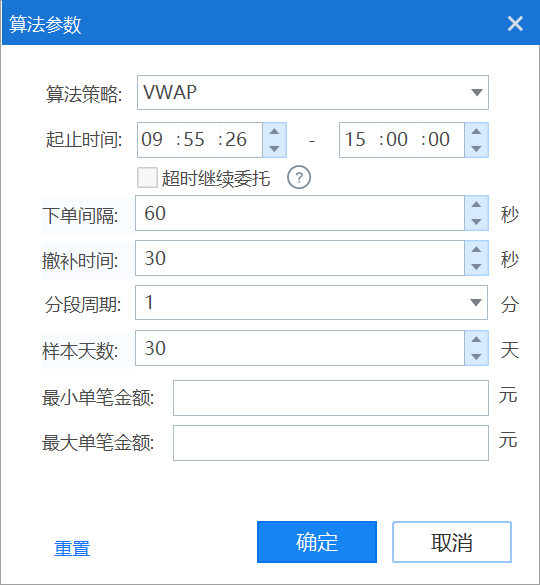 算法参数
算法策略: VWAP
起止时间: 09 :55 :26 - 15 :00 :00
超时继续委托 ?
下单间隔: 60 秒
撤补时间: 30 秒
分段周期: 1 分
样本天数: 30 天
最小单笔金额: 元
最大单笔金额: 元
重置 确定 取消